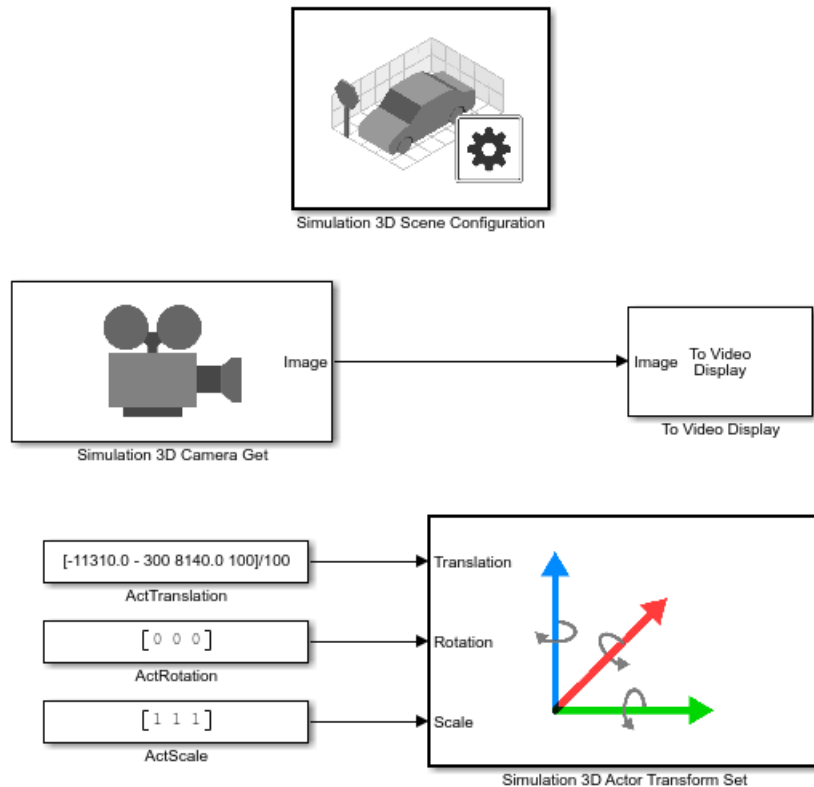 Simulation 3D Scene Configuration
Image
Image
To Video
Display
Simulation 3D Camera Get
To Video Display
[-11310.0 - 300 8140.0 100]/100
Translation
ActTranslation
[0 0 0]
Rotation
ActRotation
[1 1 1]
Scale
ActScale
Simulation 3D Actor Transform Set